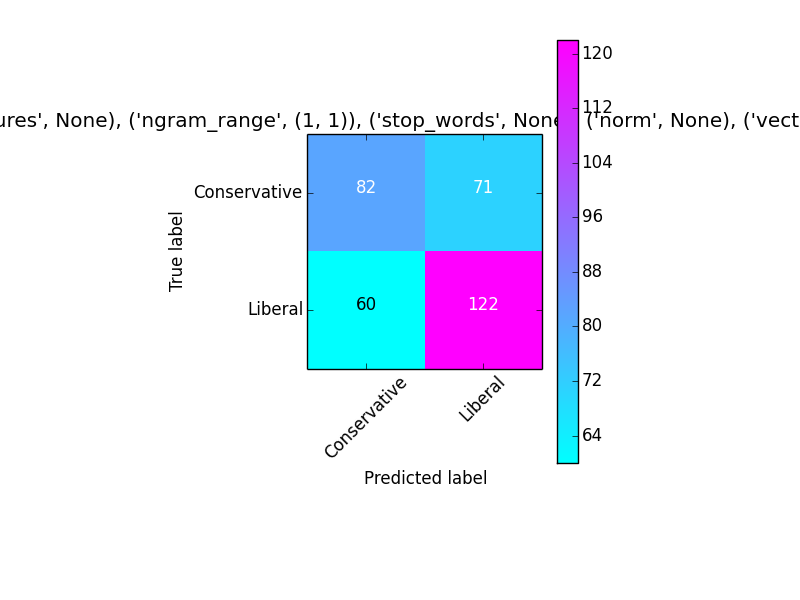 ures', None), ('ngram_range', (1, 1)), ('stop_words', None), ('norm', None), ('vect
Conservative
Liberal
True label
82 71
60 122
Conservative
Liberal
Predicted label
120
112
104
96
88
80
72
64